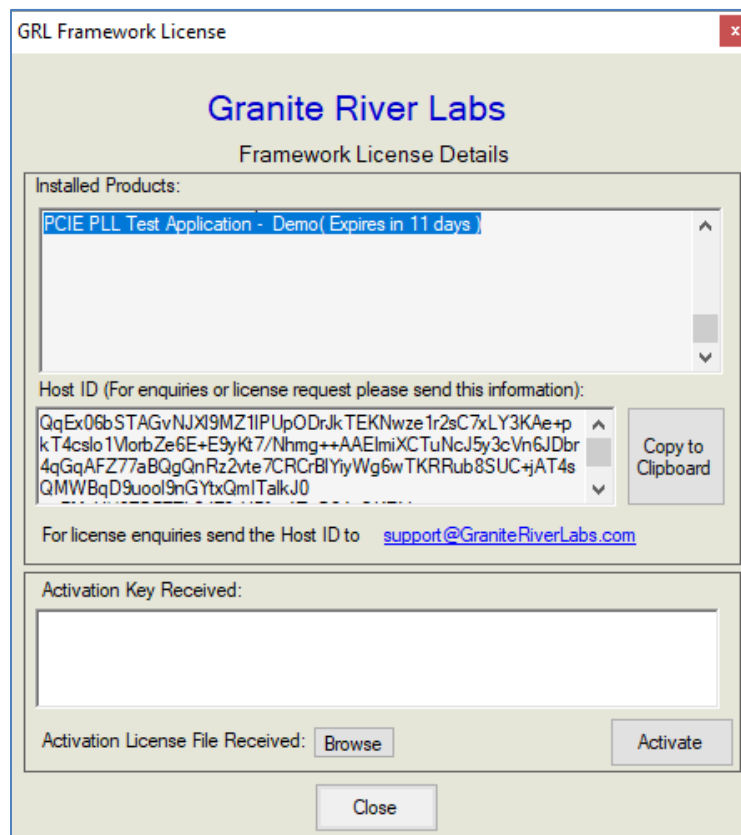 GRL Framework License
x
Granite River Labs
Framework License Details
Installed Products:
PCIE PLL Test Application -  Demo( Expires in 11 days )
Host ID (For enquiries or license request please send this information):
QqEx06bSTAGvNJXI9MZ1IPUpODrJkTEKNwze1r2sC7xLY3KAe+p
kT4cslo1VlorbZe6E+E9yKt7/Nhmg++AAElmiXCTuNcJ5y3cVn6JDbr
4qGqAFZ77aBQgQnRz2vte7CRCrBlYiyWg6wTKRRub8SUC+jAT4s
QMWBqD9uool9nGYtxQmITalkJ0
Copy to
Clipboard
For license enquiries send the Host ID to support@GraniteRiverLabs.com
Activation Key Received:
Activation License File Received:
Browse
Activate
Close